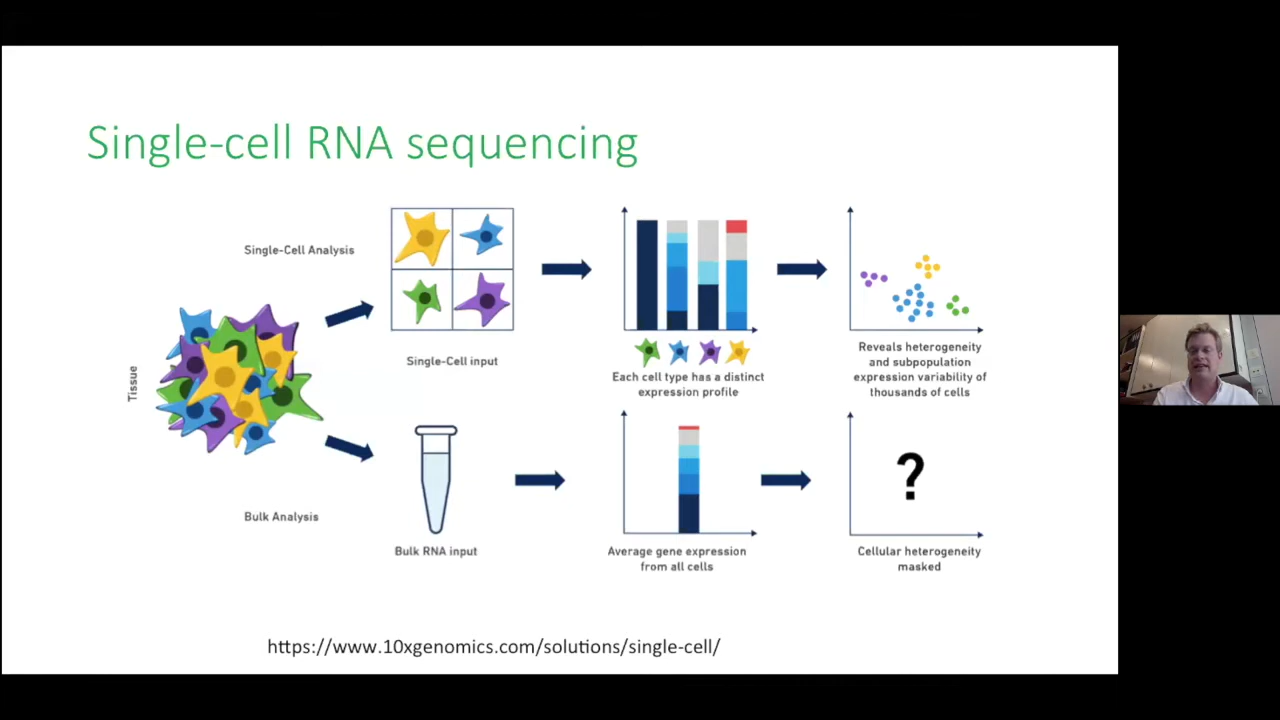 Single-cell RNA sequencing
Single-Cell Analysis
Single-Cell input
Each cell type has a distinct
expression profile
Reveals heterogeneity
and subpopulation
expression variability of
thousands of cells
Tissue
Bulk Analysis
Bulk RNA input
Average gene expression
from all cells
?
Cellular heterogeneity
masked
https://www.10xgenomics.com/solutions/single-cell/